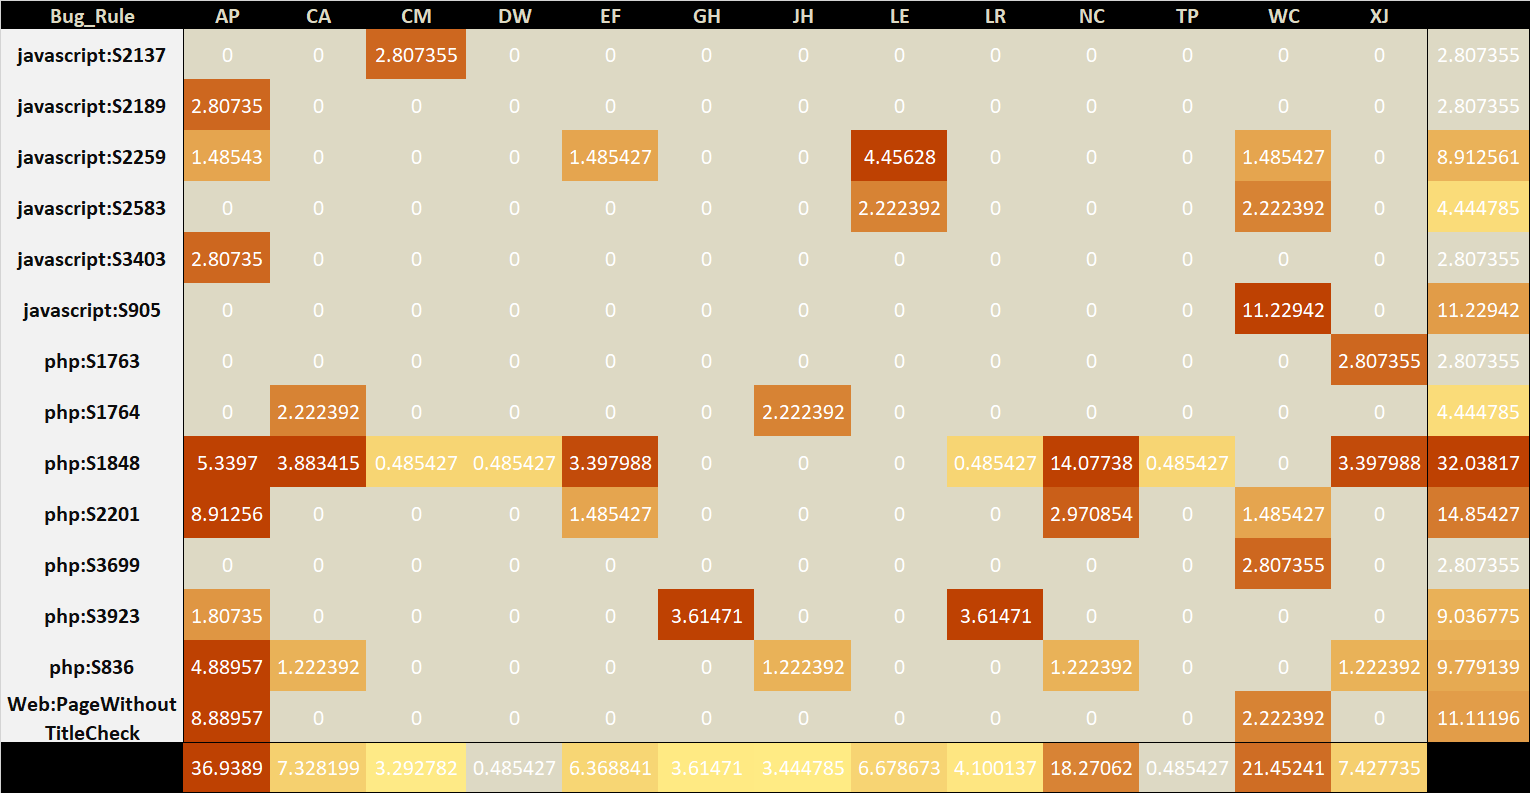 Bug_Rule AP CA CM DW EF GH JH LE LR NC TP WC XJ
javascript:S2137 0 0 2.807355 0 0 0 0 0 0 0 0 0 0 2.807355
javascript:S2189 2.80735 0 0 0 0 0 0 0 0 0 0 0 0 2.807355
javascript:S2259 1.48543 0 0 0 1.485427 0 0 4.45628 0 0 0 1.485427 0 8.912561
javascript:S2583 0 0 0 0 0 0 0 2.222392 0 0 0 2.222392 0 4.444785
javascript:S3403 2.80735 0 0 0 0 0 0 0 0 0 0 0 0 2.807355
javascript:S905 0 0 0 0 0 0 0 0 0 0 0 11.22942 0 11.22942
php:S1763 0 0 0 0 0 0 0 0 0 0 0 0 2.807355 2.807355
php:S1764 0 2.222392 0 0 0 0 2.222392 0 0 0 0 0 0 4.444785
php:S1848 5.3397 3.883415 0.485427 0.485427 3.397988 0 0 0 0.485427 14.07738 0.485427 0 3.397988 32.03817
php:S2201 8.91256 0 0 0 1.485427 0 0 0 0 2.970854 0 1.485427 0 14.85427
php:S3699 0 0 0 0 0 0 0 0 0 0 0 2.807355 0 2.807355
php:S3923 1.80735 0 0 0 0 3.61471 0 0 3.61471 0 0 0 0 9.036775
php:S836 4.88957 1.222392 0 0 0 0 1.222392 0 0 1.222392 0 0 1.222392 9.779139
Web:PageWithout
TitleCheck 8.88957 0 0 0 0 0 0 0 0 0 0 2.222392 0 11.11196
36.9389 7.328199 3.292782 0.485427 6.368841 3.61471 3.444785 6.678673 4.100137 18.27062 0.485427 21.45241 7.427735